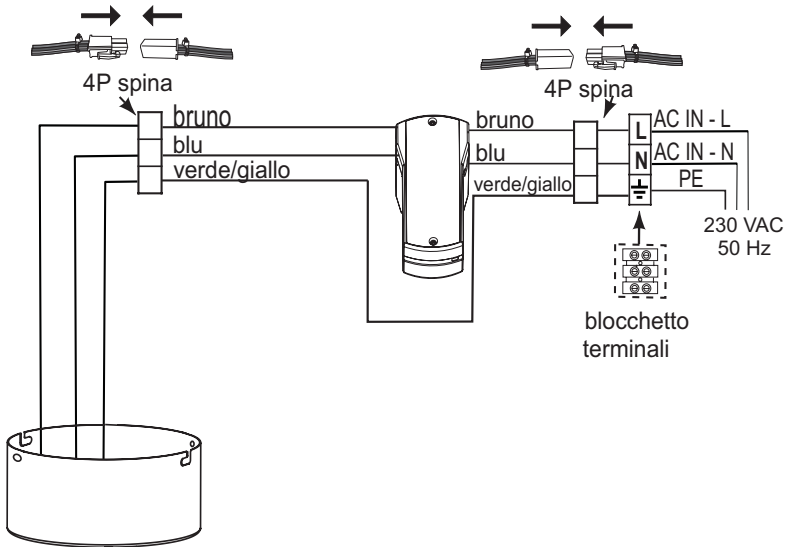 4P spina
4P spina
bruno
blu
verde/giallo
bruno
blu
verde/giallo
L
N
AC IN - L
AC IN - N
PE
230 VAC
50 Hz
blocchetto
terminali